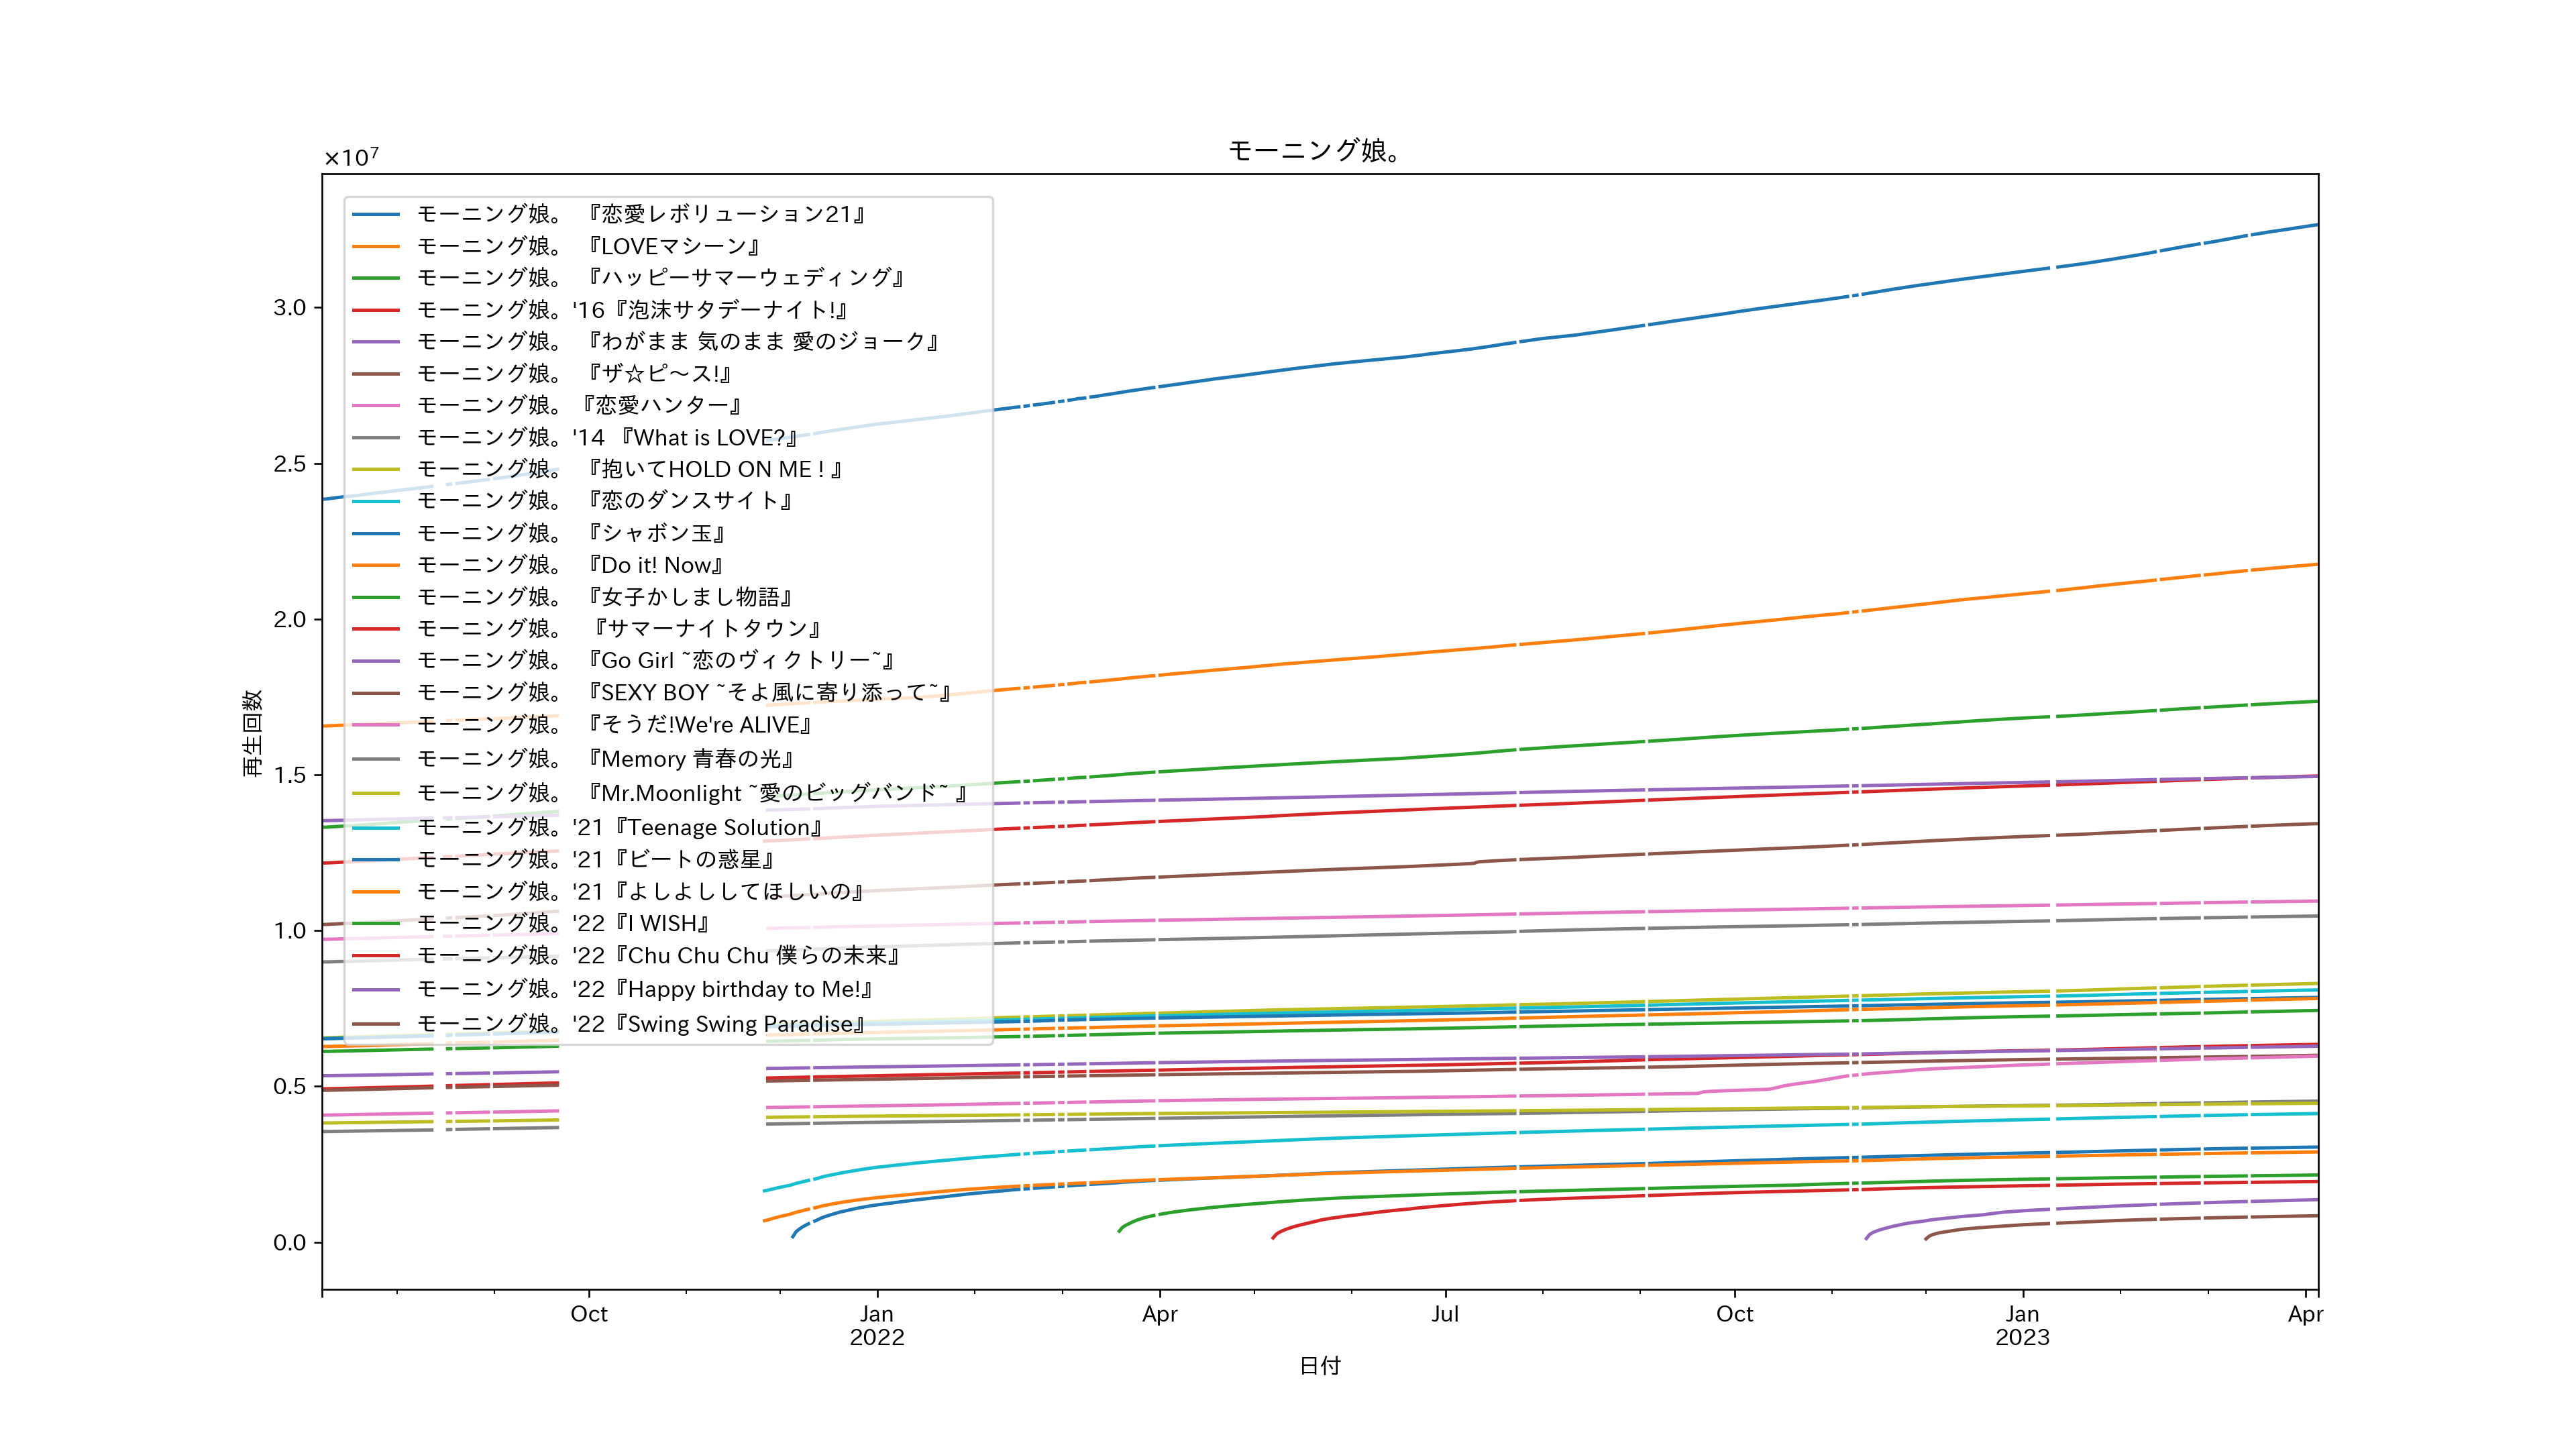 モーニング娘。
×10⁷
モーニング娘。 『恋愛レボリューション21』
モーニング娘。 『LOVEマシーン』
モーニング娘。 『ハッピーサマーウェディング』
モーニング娘。'16『泡沫サタデーナイト!』
モーニング娘。 『わがまま 気のまま 愛のジョーク』
モーニング娘。 『ザ☆ピ〜ス!』
モーニング娘。『恋愛ハンター』
モーニング娘。'14 『What is LOVE?』
モーニング娘。 『抱いてHOLD ON ME ! 』
モーニング娘。 『恋のダンスサイト』
モーニング娘。 『シャボン玉』
モーニング娘。 『Do it! Now』
モーニング娘。 『女子かしまし物語』
モーニング娘。 『サマーナイトタウン』
モーニング娘。 『Go Girl ~恋のヴィクトリー~』
モーニング娘。 『SEXY BOY ~そよ風に寄り添って~』
モーニング娘。 『そうだ!We're ALIVE』
モーニング娘。 『Memory 青春の光』
モーニング娘。 『Mr.Moonlight ~愛のビッグバンド~ 』
モーニング娘。'21『Teenage Solution』
モーニング娘。'21『ビートの惑星』
モーニング娘。'21『よしよししてほしいの』
モーニング娘。'22『I WISH』
モーニング娘。'22『Chu Chu Chu 僕らの未来』
モーニング娘。'22『Happy birthday to Me!』
モーニング娘。'22『Swing Swing Paradise』
3.0
2.5
2.0
1.5
1.0
0.5
0.0
再生回数
Oct Jan Apr Jul Oct Jan Apr
2022 2023
日付